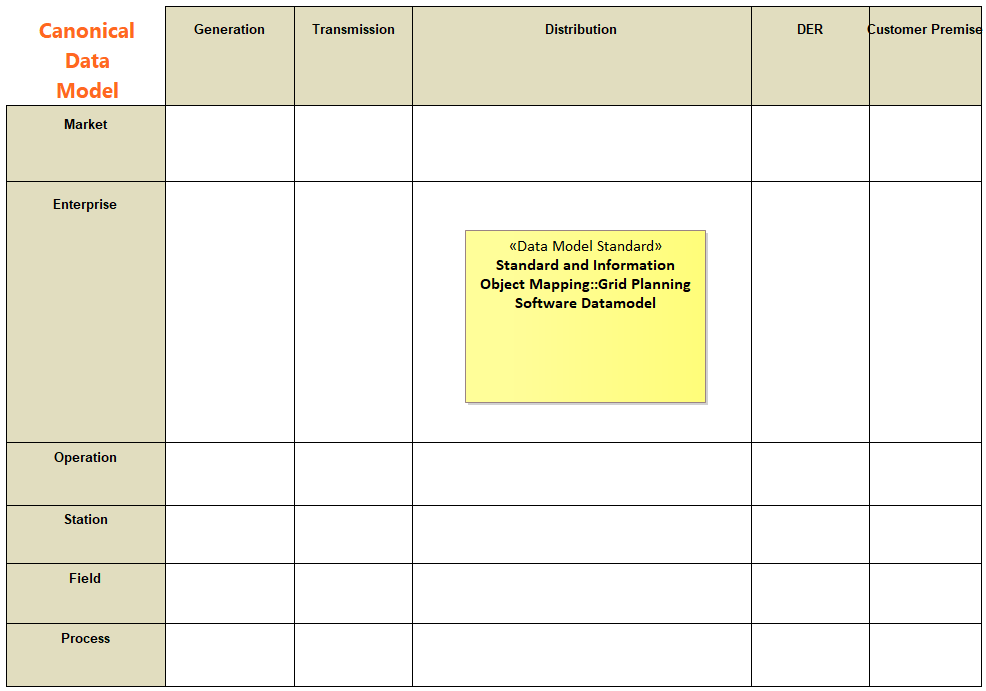 Canonical
Data
Model
Generation
Transmission
Distribution
DER
Customer Premise
Market
Enterprise
«Data Model Standard»
Standard and Information
Object Mapping::Grid Planning
Software Datamodel
Operation
Station
Field
Process